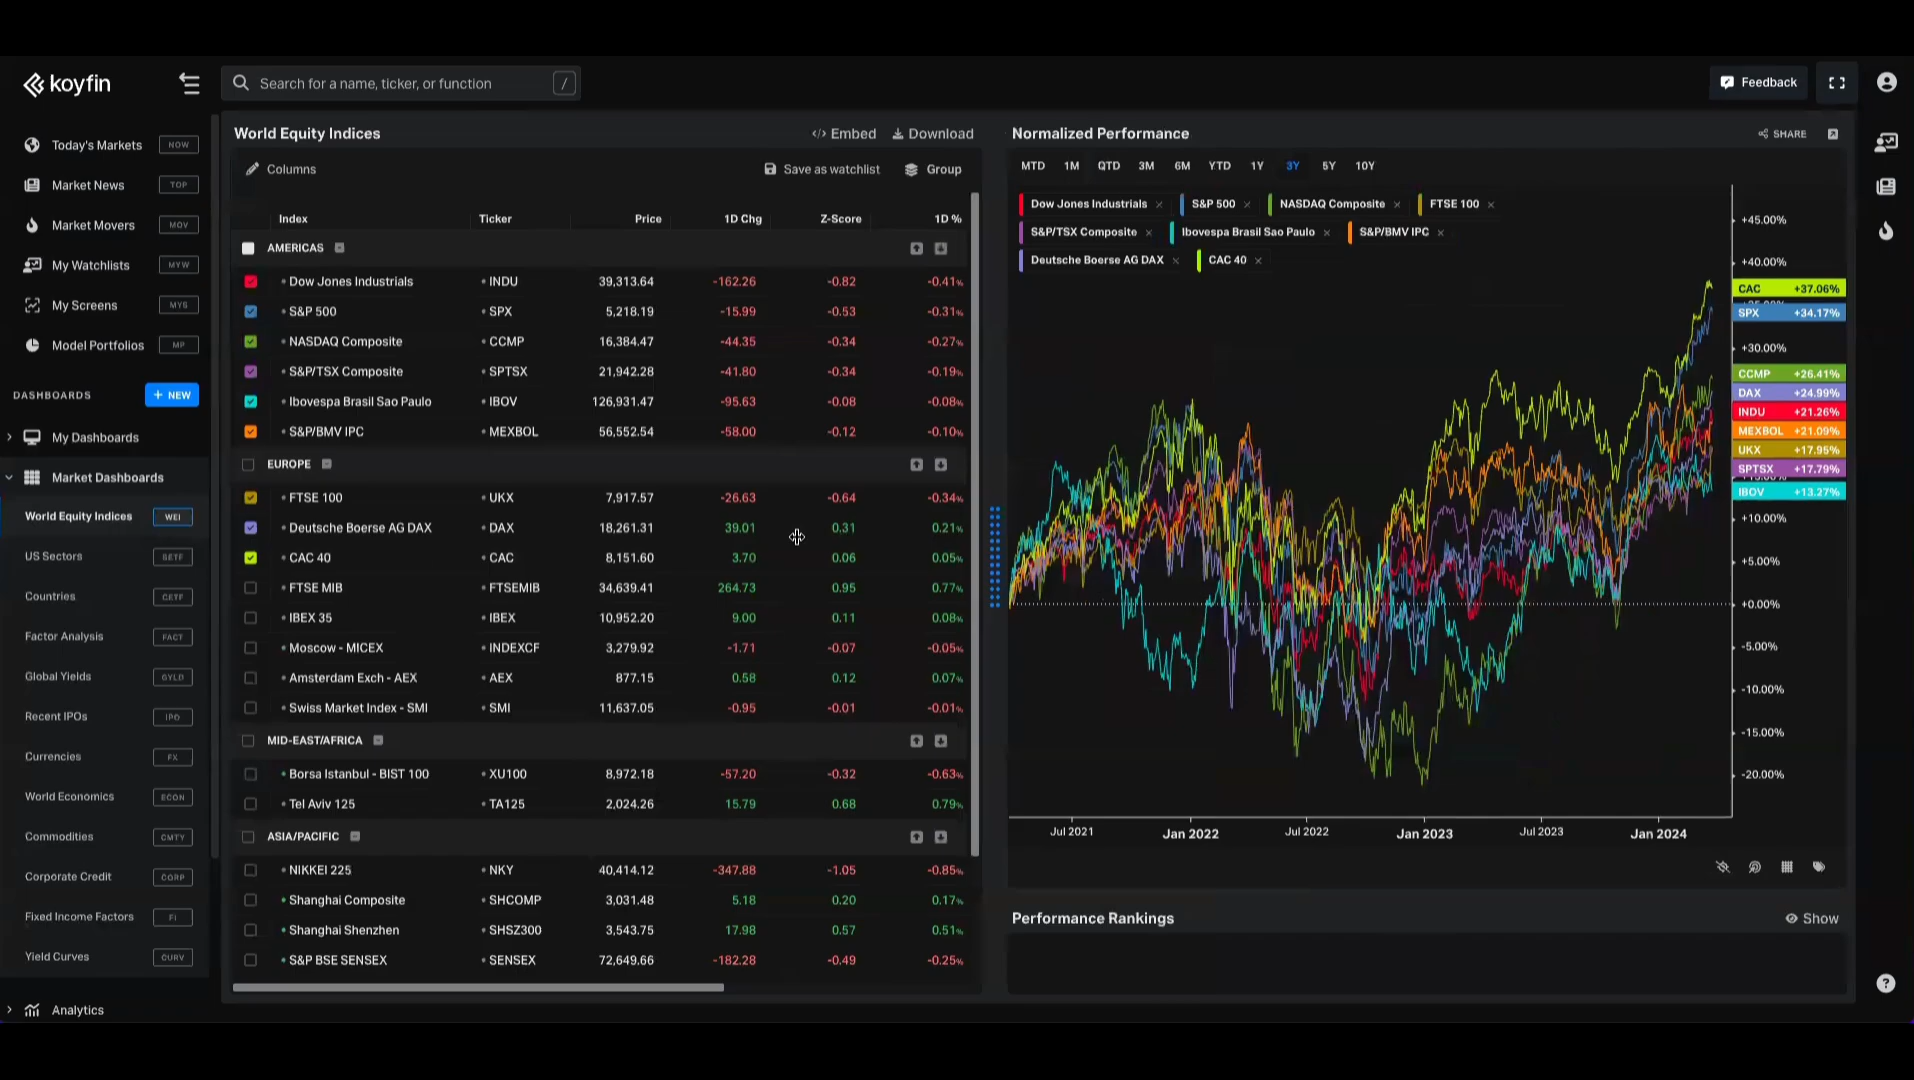 koyfin
Search for a name, ticker, or function /
Feedback
Today's Markets NOW
Market News TOP
Market Movers MOV
My Watchlists MYW
My Screens MYS
Model Portfolios MP
DASHBOARDS + NEW
My Dashboards
Market Dashboards
World Equity Indices WEI
US Sectors SETF
Countries CETF
Factor Analysis FACT
Global Yields GYLD
Recent IPOs IPO
Currencies FX
World Economics ECON
Commodities CMTY
Corporate Credit CORP
Fixed Income Factors FI
Yield Curves CURV
Analytics
World Equity Indices </> Embed Download
Columns Save as watchlist Group
Index Ticker Price 1D Chg Z-Score 1D %
AMERICAS
Dow Jones Industrials INDU 39,313.64 -162.26 -0.82 -0.41%
S&P 500 SPX 5,218.19 -15.99 -0.53 -0.31%
NASDAQ Composite CCMP 16,384.47 -44.35 -0.34 -0.27%
S&P/TSX Composite SPTSX 21,942.28 -41.80 -0.34 -0.19%
Ibovespa Brasil Sao Paulo IBOV 126,931.47 -95.63 -0.08 -0.08%
S&P/BMV IPC MEXBOL 56,552.54 -58.00 -0.12 -0.10%
EUROPE
FTSE 100 UKX 7,917.57 -26.63 -0.64 -0.34%
Deutsche Boerse AG DAX DAX 18,261.31 39.01 0.31 0.21%
CAC 40 CAC 8,151.60 3.70 0.06 0.05%
FTSE MIB FTSEMIB 34,639.41 264.73 0.95 0.77%
IBEX 35 IBEX 10,952.20 9.00 0.11 0.08%
Moscow - MICEX INDEXCF 3,279.92 -1.71 -0.07 -0.05%
Amsterdam Exch - AEX AEX 877.15 0.58 0.12 0.07%
Swiss Market Index - SMI SMI 11,637.05 -0.95 -0.01 -0.01%
MID-EAST/AFRICA
Borsa Istanbul - BIST 100 XU100 8,972.18 -57.20 -0.32 -0.63%
Tel Aviv 125 TA125 2,024.26 15.79 0.68 0.79%
ASIA/PACIFIC
NIKKEI 225 NKY 40,414.12 -347.88 -1.05 -0.85%
Shanghai Composite SHCOMP 3,031.48 5.18 0.20 0.17%
Shanghai Shenzhen SHSZ300 3,543.75 17.98 0.57 0.51%
S&P BSE SENSEX SENSEX 72,649.66 -182.28 -0.49 -0.25%
Normalized Performance SHARE
MTD 1M QTD 3M 6M YTD 1Y 3Y 5Y 10Y
Dow Jones Industrials × S&P 500 × NASDAQ Composite × FTSE 100 ×
S&P/TSX Composite × Ibovespa Brasil Sao Paulo × S&P/BMV IPC ×
Deutsche Boerse AG DAX × CAC 40 ×
+45.00%
+40.00%
CAC +37.06%
SPX +34.17%
+30.00%
CCMP +26.41%
DAX +24.99%
INDU +21.26%
MEXBOL +21.09%
UKX +17.95%
SPTSX +17.79%
IBOV +13.27%
+10.00%
+5.00%
+0.00%
-5.00%
-10.00%
-15.00%
-20.00%
Jul 2021 Jan 2022 Jul 2022 Jan 2023 Jul 2023 Jan 2024
Performance Rankings Show
?